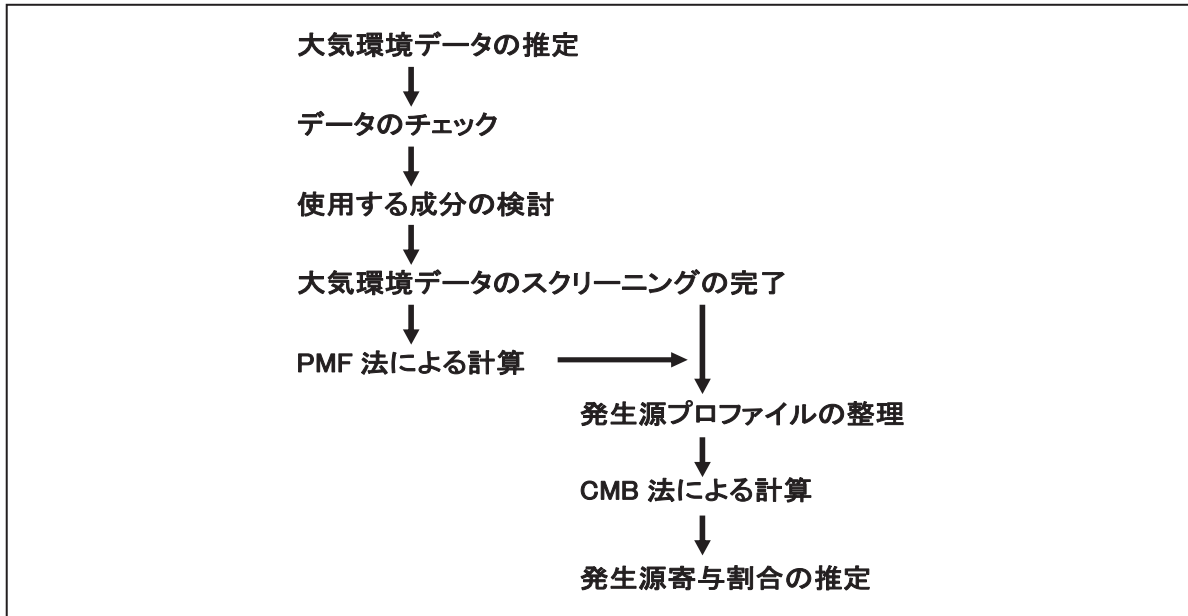 大気環境データの推定
データのチェック
使用する成分の検討
大気環境データのスクリーニングの完了
PMF 法による計算
発生源プロファイルの整理
CMB 法による計算
発生源寄与割合の推定